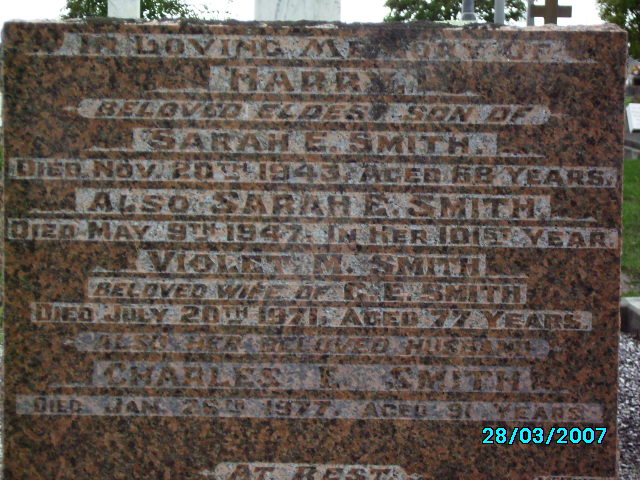 IN LOVING MEMORY OF
HARRY,
BELOVED ELDEST SON OF
SARAH E. SMITH.
DIED NOV. 20TH 1943. AGED 68 YEARS.
ALSO SARAH E. SMITH.
DIED MAY 9TH 1947. IN HER 101ST YEAR.
VIOLET M. SMITH
BELOVED WIFE OF C. E. SMITH
DIED JULY 20TH 1971, AGED 77 YEARS.
ALSO HER BELOVED HUSBAND
CHARLES E. SMITH
DIED JAN. 1977. AGED 91 YEARS.
AT REST.
28/03/2007